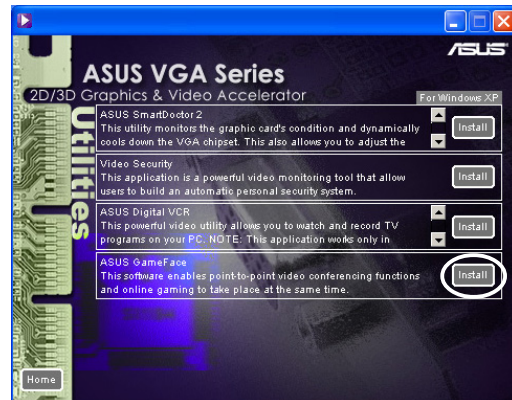 ASUS
ASUS VGA Series
2D/3D Graphics & Video Accelerator
For Windows XP
Utilities
ASUS SmartDoctor 2
This utility monitors the graphic card's condition and dynamically
cools down the VGA chipset. This also allows you to adjust the
Install
Video Security
This application is a powerful video monitoring tool that allow
users to build an automatic personal security system.
Install
ASUS Digital VCR
This powerful video utility allows you to watch and record TV
programs on your PC. NOTE: This application works only in
Install
ASUS GameFace
This software enables point-to-point video conferencing functions
and online gaming to take place at the same time.
Install
Home